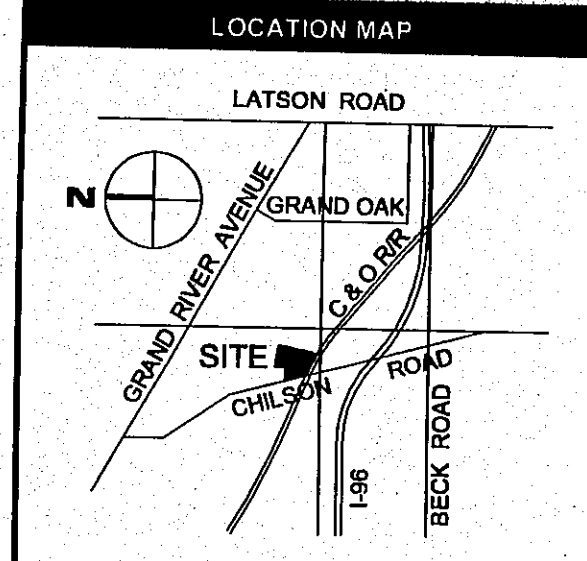 LOCATION MAP
LATSON ROAD
N
GRAND OAK
GRAND RIVER AVENUE
C & O R/R
SITE
CHILSON
ROAD
I-96
BECK ROAD